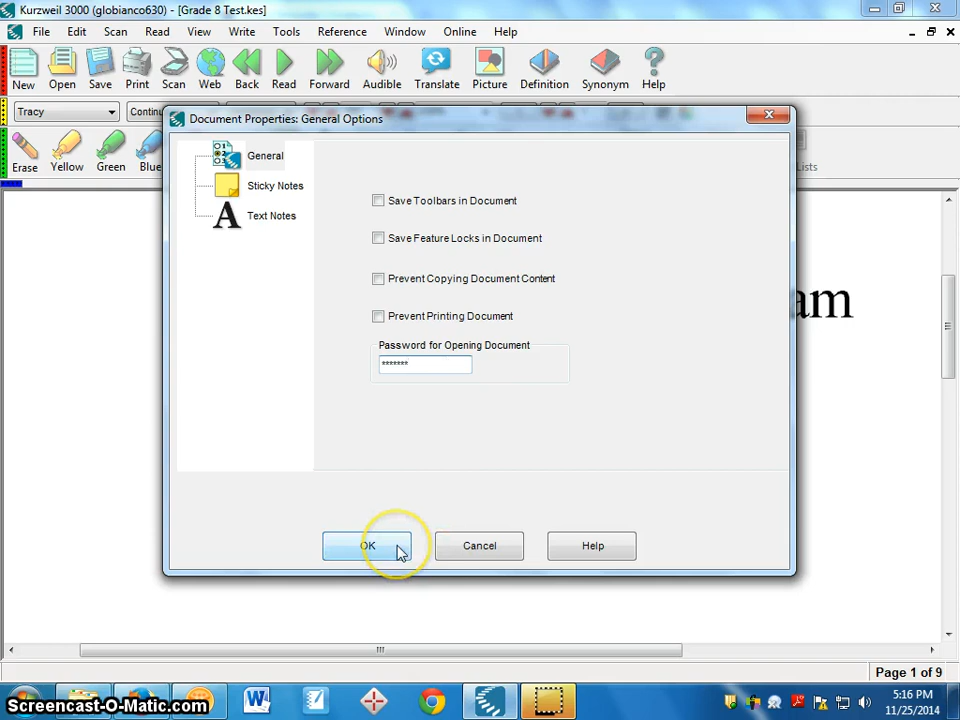 Kurzweil 3000 (globianco630) - [Grade 8 Test.kes]
File Edit Scan Read View Write Tools Reference Window Online Help
New Open Save Print Scan Web Back Read Forward Audible Translate Picture Definition Synonym Help
Tracy
Erase Yellow Green Blue Lists
Document Properties: General Options
General
Sticky Notes
A Text Notes
Save Toolbars in Document
Save Feature Locks in Document
Prevent Copying Document Content
Prevent Printing Document
Password for Opening Document
*******
am
OK Cancel Help
Page 1 of 9
5:16 PM
11/25/2014
Screencast-O-Matic.com